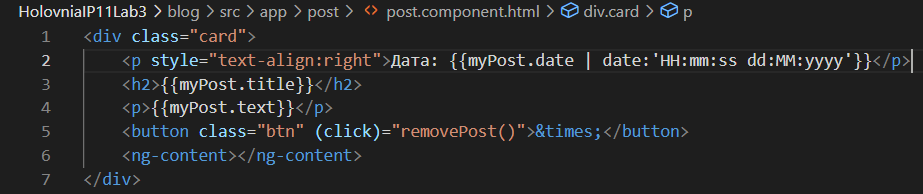 HolovniaIP11Lab3 > blog > src > app > post > <> post.component.html > div.card > p
1 <div class="card">
2 <p style="text-align:right">Дата: {{myPost.date | date:'HH:mm:ss dd:MM:yyyy'}}</p>
3 <h2>{{myPost.title}}</h2>
4 <p>{{myPost.text}}</p>
5 <button class="btn" (click)="removePost()">&times;</button>
6 <ng-content></ng-content>
7 </div>